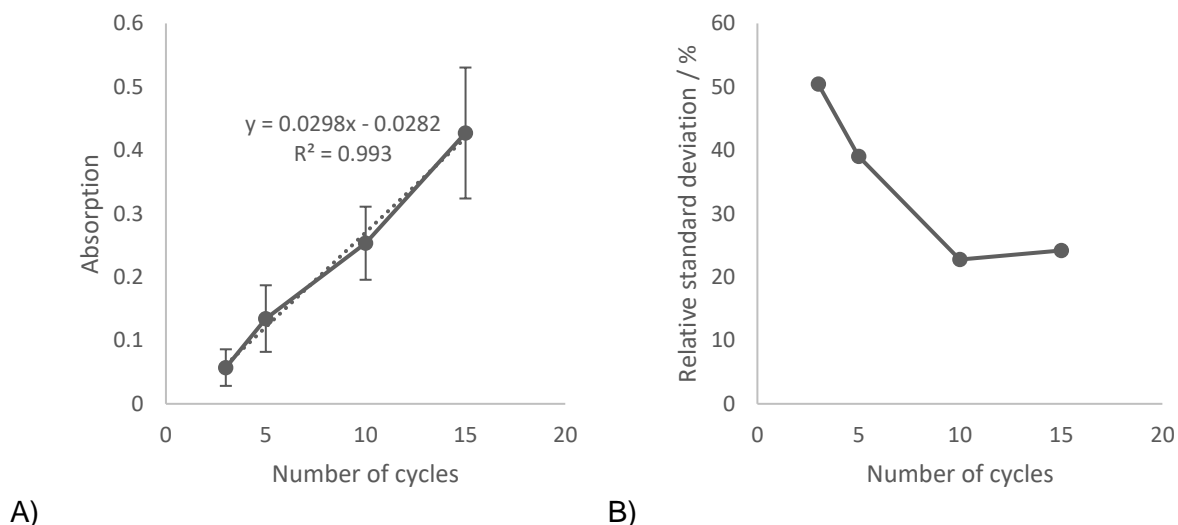 0.6
0.5
0.4
0.3
0.2
0.1
0
y = 0.0298x - 0.0282
R² = 0.993
Absorption
0 5 10 15 20
Number of cycles
A)
60
50
40
30
20
10
0
Relative standard deviation / %
0 5 10 15 20
Number of cycles
B)